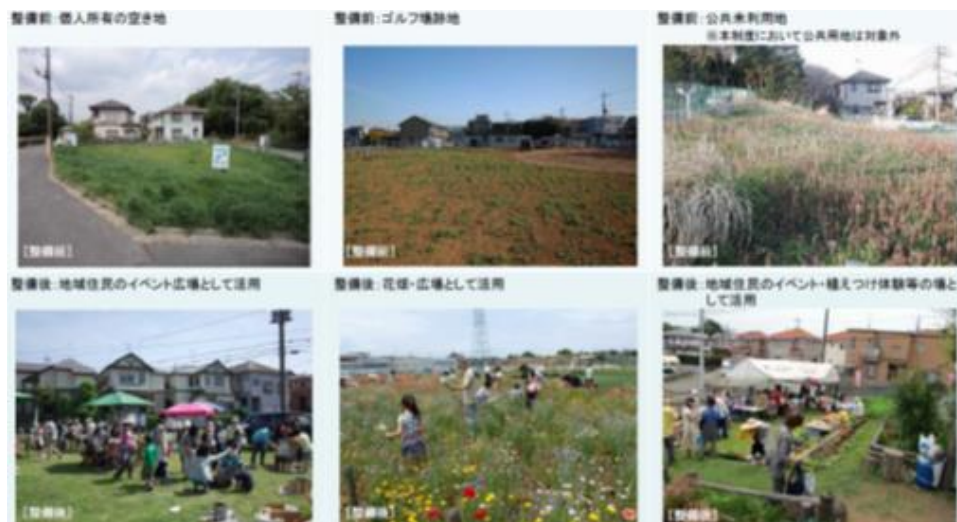 整備前:個人所有の空き地
整備前:ゴルフ場跡地
整備前:公共未利用地
※本制度において公共用地は対象外
[整備前]
[整備前]
[整備前]
整備後:地域住民のイベント広場として活用
整備後:花畑・広場として活用
整備後:地域住民のイベント・植えつけ体験等の場と
して活用
[整備後]
[整備後]
[整備後]